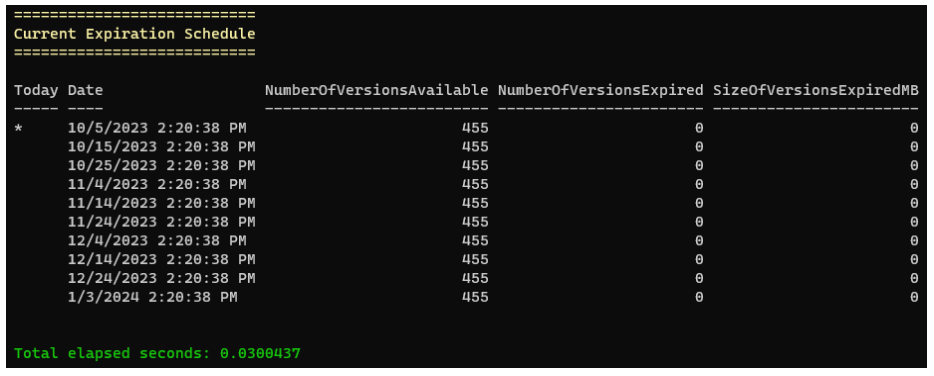 ===========================
Current Expiration Schedule
===========================
Today Date NumberOfVersionsAvailable NumberOfVersionsExpired SizeOfVersionsExpiredMB
----- ---- ------------------------- ----------------------- -----------------------
* 10/5/2023 2:20:38 PM 455 0 0
10/15/2023 2:20:38 PM 455 0 0
10/25/2023 2:20:38 PM 455 0 0
11/4/2023 2:20:38 PM 455 0 0
11/14/2023 2:20:38 PM 455 0 0
11/24/2023 2:20:38 PM 455 0 0
12/4/2023 2:20:38 PM 455 0 0
12/14/2023 2:20:38 PM 455 0 0
12/24/2023 2:20:38 PM 455 0 0
1/3/2024 2:20:38 PM 455 0 0
Total elapsed seconds: 0.0300437